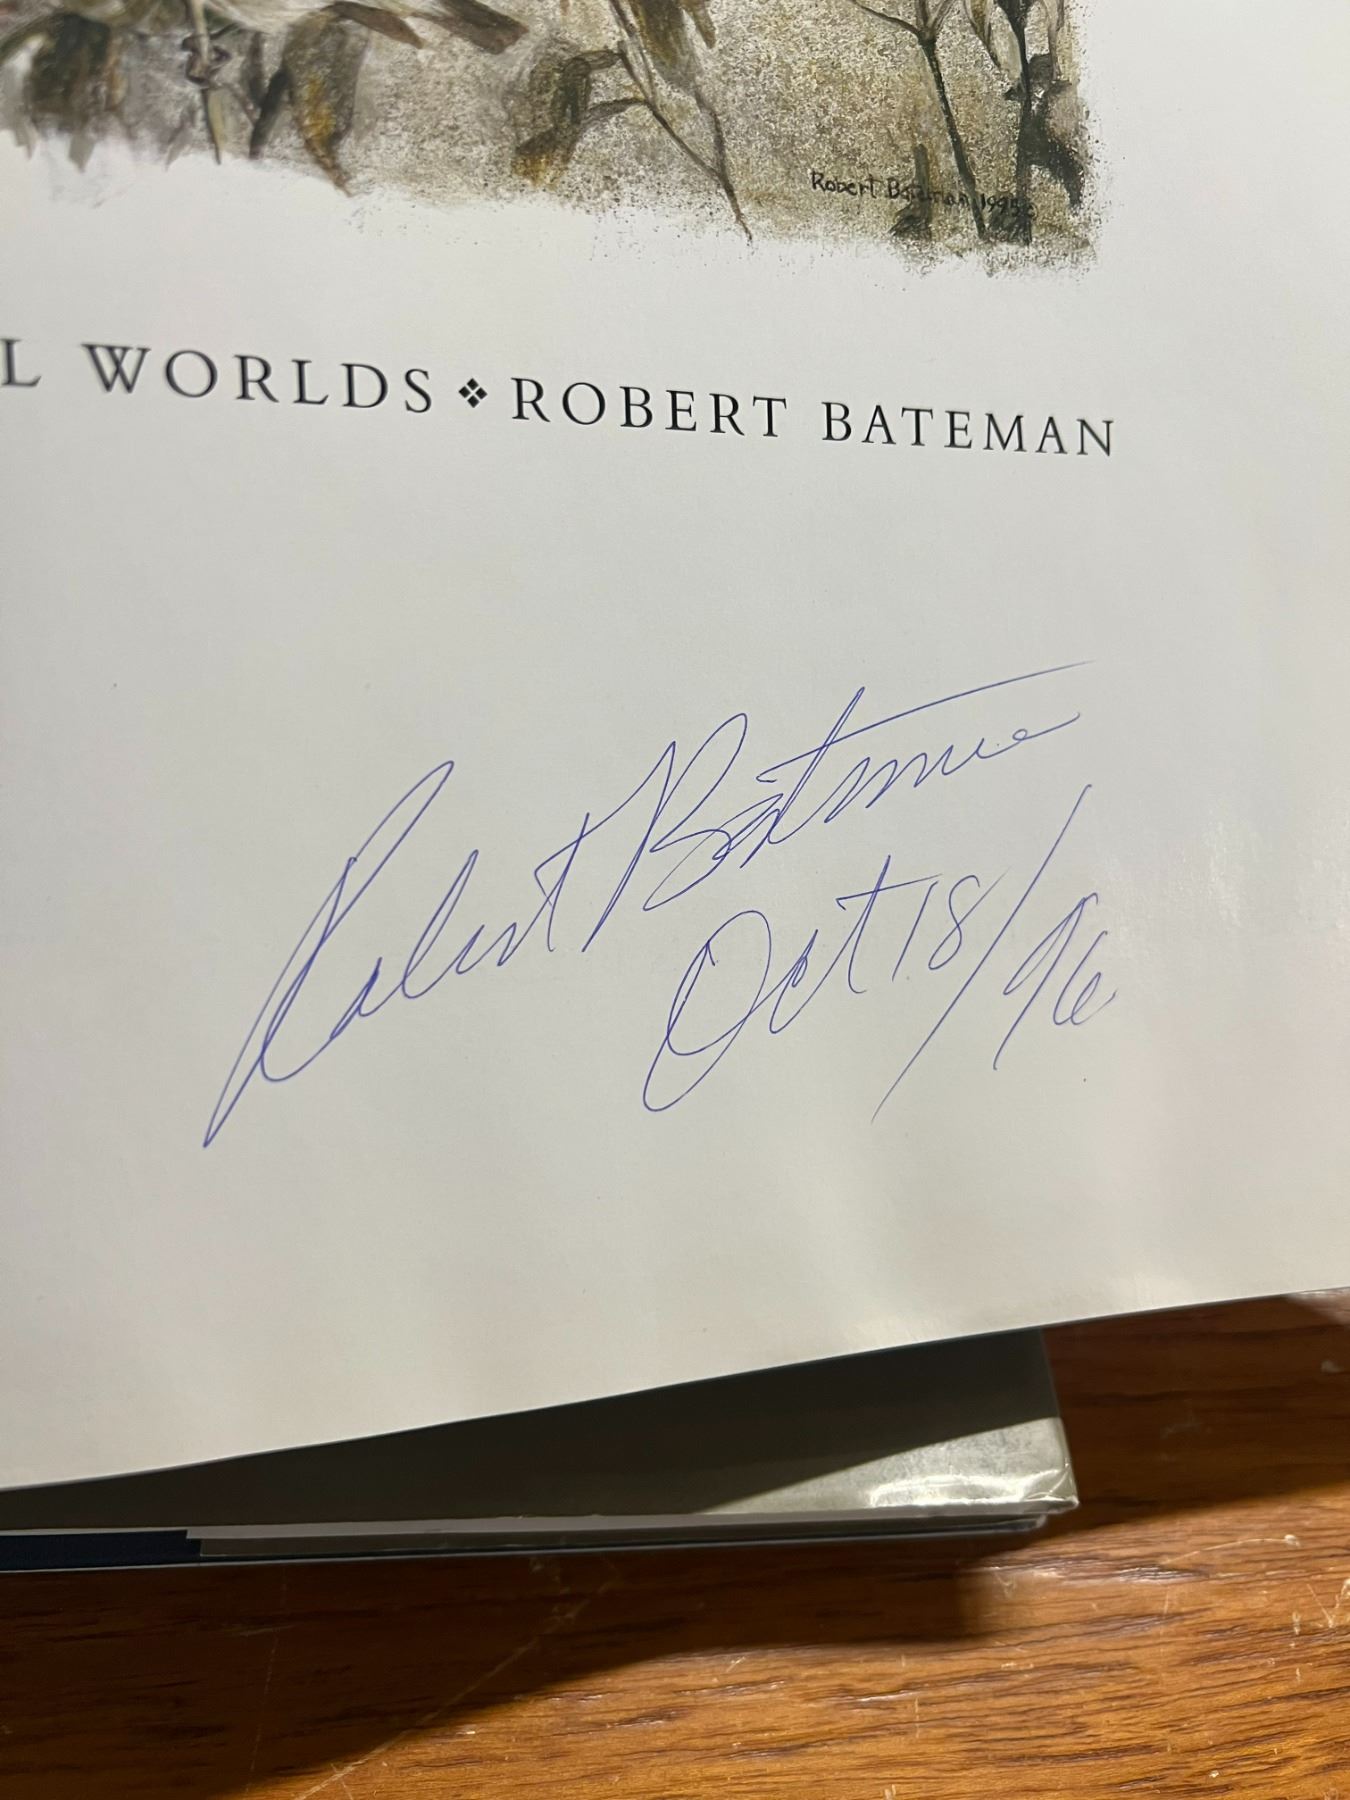 Robert Bateman 1995©
L WORLDS ❖ ROBERT BATEMAN
Robert Bateman
Oct 18/96